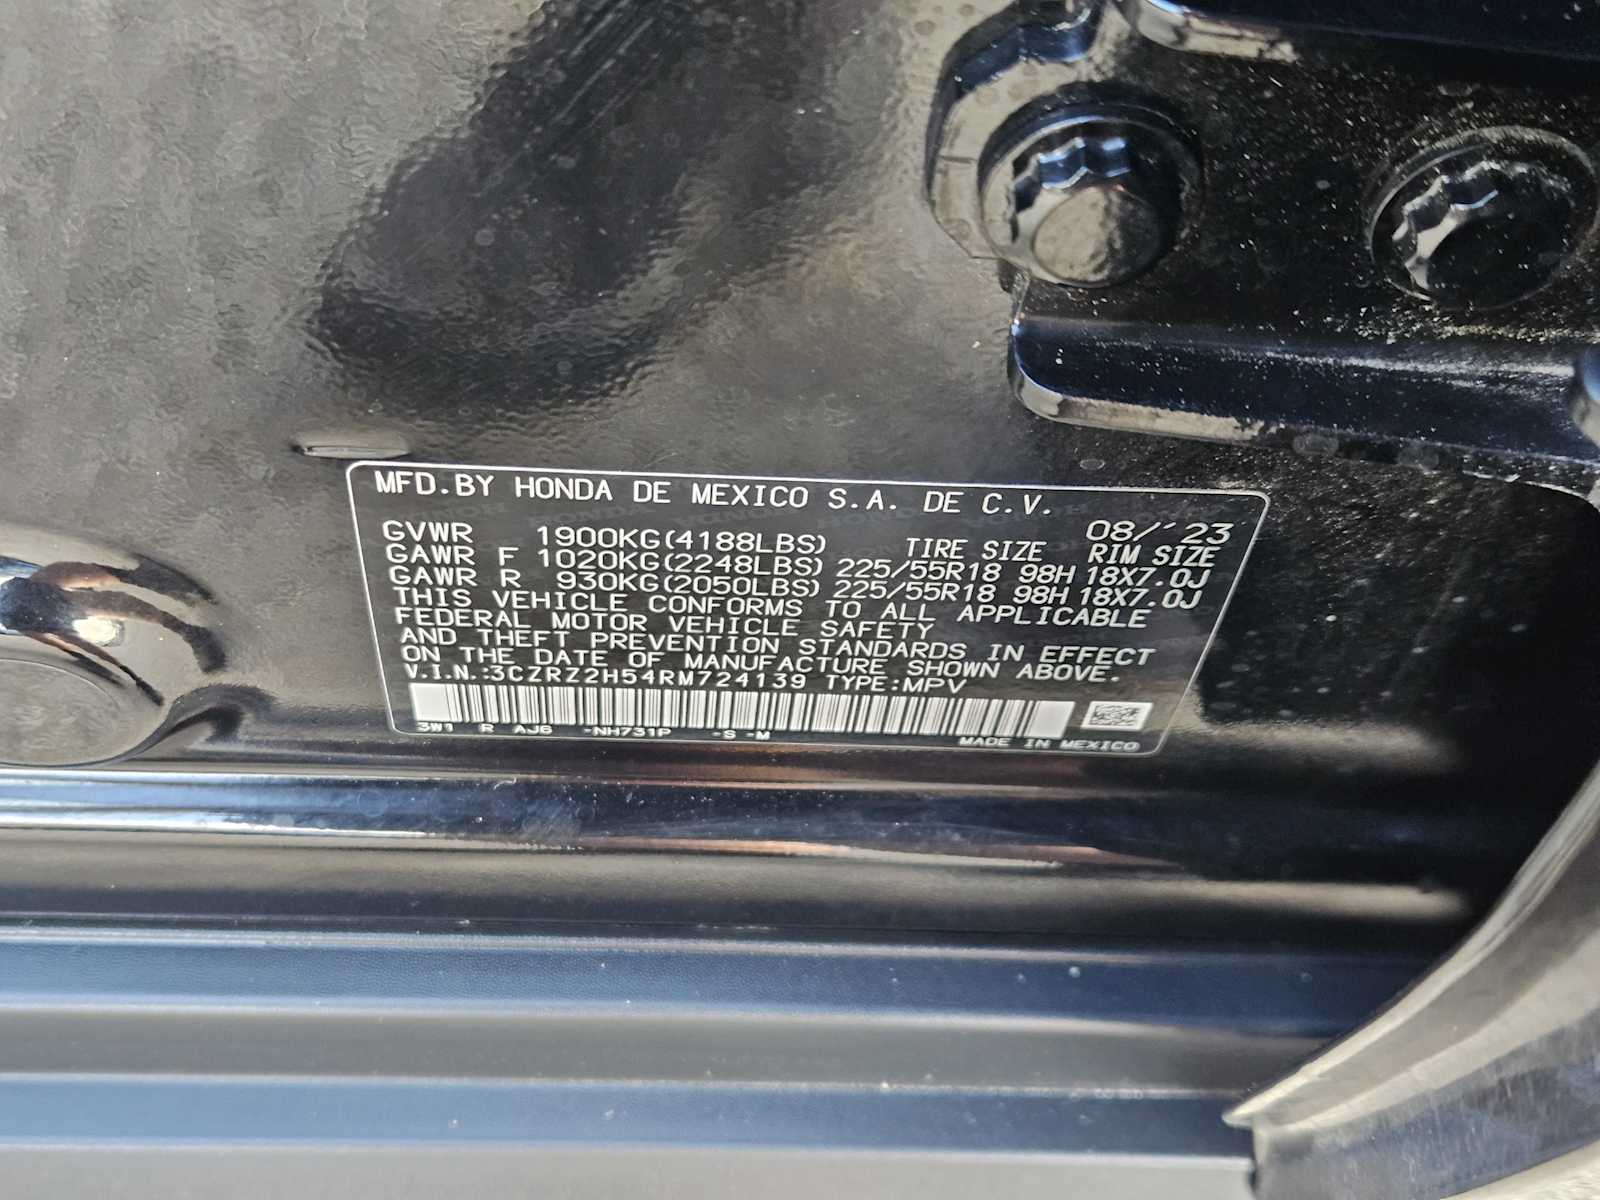 MFD.BY HONDA DE MEXICO S.A. DE C.V.
08/'23
GVWR 1900KG(4188LBS) TIRE SIZE RIM SIZE
GAWR F 1020KG(2248LBS) 225/55R18 98H 18X7.0J
GAWR R 930KG(2050LBS) 225/55R18 98H 18X7.0J
THIS VEHICLE CONFORMS TO ALL APPLICABLE
FEDERAL MOTOR VEHICLE SAFETY
AND THEFT PREVENTION STANDARDS IN EFFECT
ON THE DATE OF MANUFACTURE SHOWN ABOVE.
V.I.N.:3CZRZ2H54RM724139 TYPE:MPV
3W1 R AJ6 -NH731P -S -M
MADE IN MEXICO